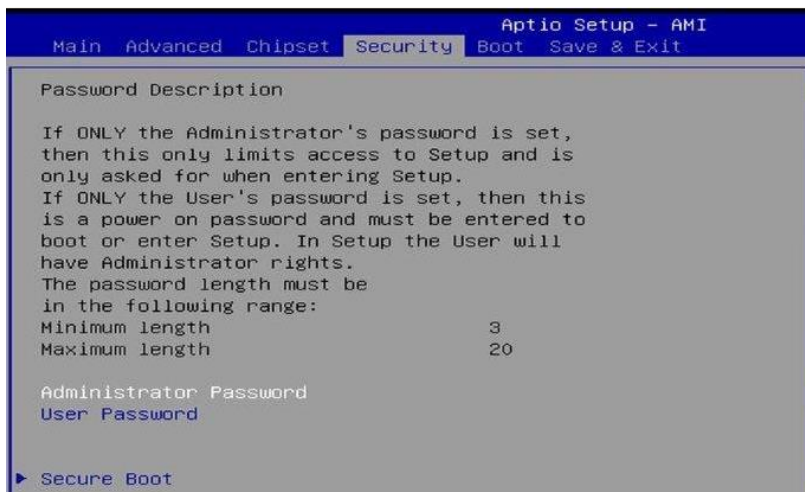 Aptio Setup – AMI
Main Advanced Chipset Security Boot Save & Exit
Password Description
If ONLY the Administrator's password is set,
then this only limits access to Setup and is
only asked for when entering Setup.
If ONLY the User's password is set, then this
is a power on password and must be entered to
boot or enter Setup. In Setup the User will
have Administrator rights.
The password length must be
in the following range:
Minimum length 3
Maximum length 20
Administrator Password
User Password
Secure Boot